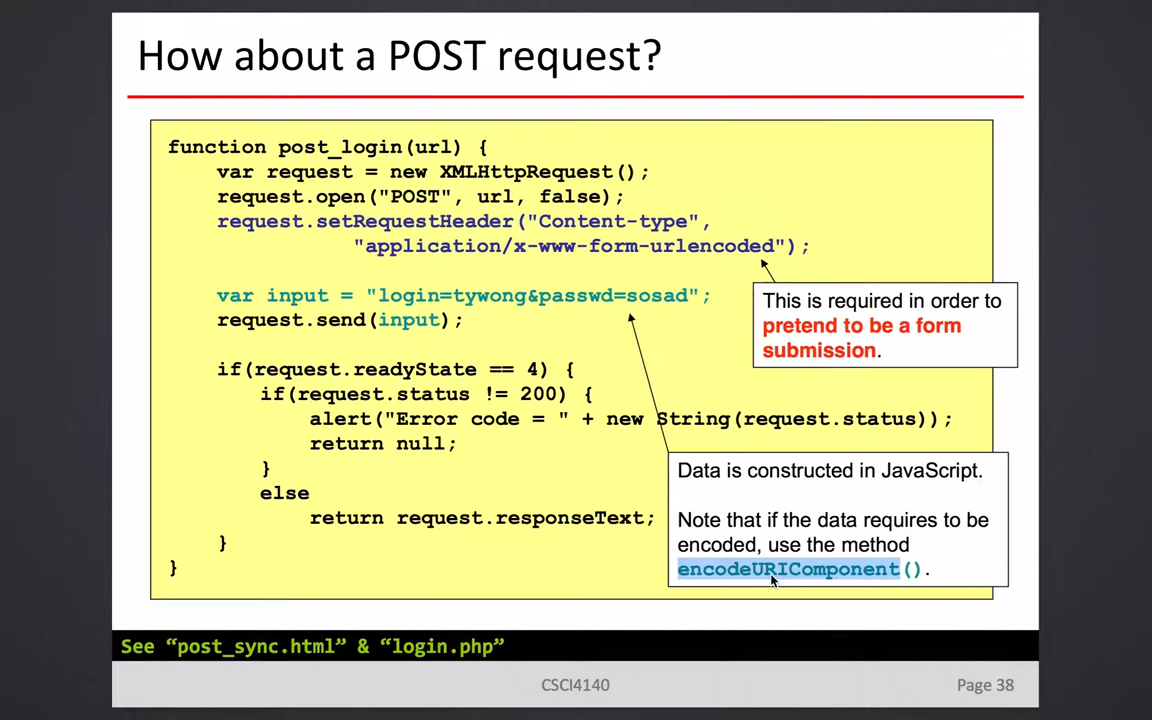 How about a POST request?
function post_login(url) {
var request = new XMLHttpRequest();
request.open("POST", url, false);
request.setRequestHeader("Content-type",
"application/x-www-form-urlencoded");
var input = "login=tywong&passwd=sosad";
request.send(input);
This is required in order to
pretend to be a form
submission.
if(request.readyState == 4) {
if(request.status != 200) {
alert("Error code = " + new String(request.status));
return null;
}
else
return request.responseText;
}
}
Data is constructed in JavaScript.
Note that if the data requires to be
encoded, use the method
encodeURIComponent().
See “post_sync.html” & “login.php”
CSCI4140
Page 38